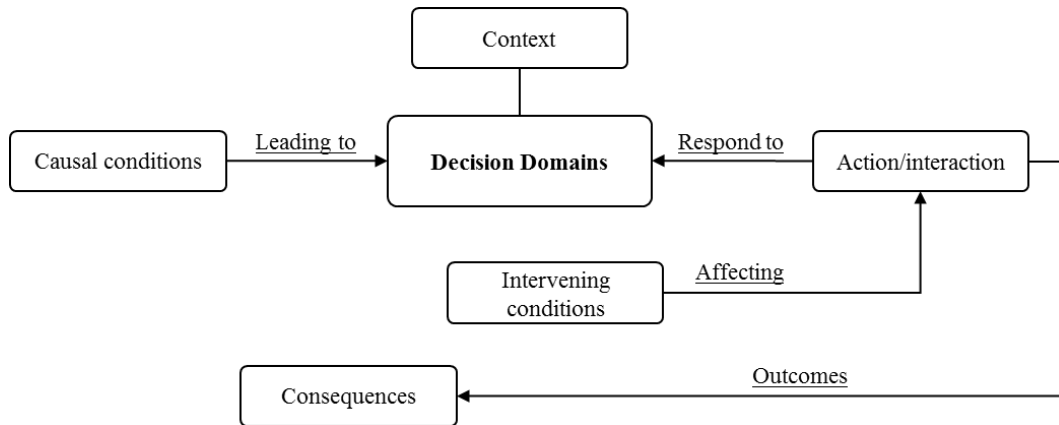 Context
Causal conditions
Leading to
Decision Domains
Respond to
Action/interaction
Intervening
conditions
Affecting
Consequences
Outcomes